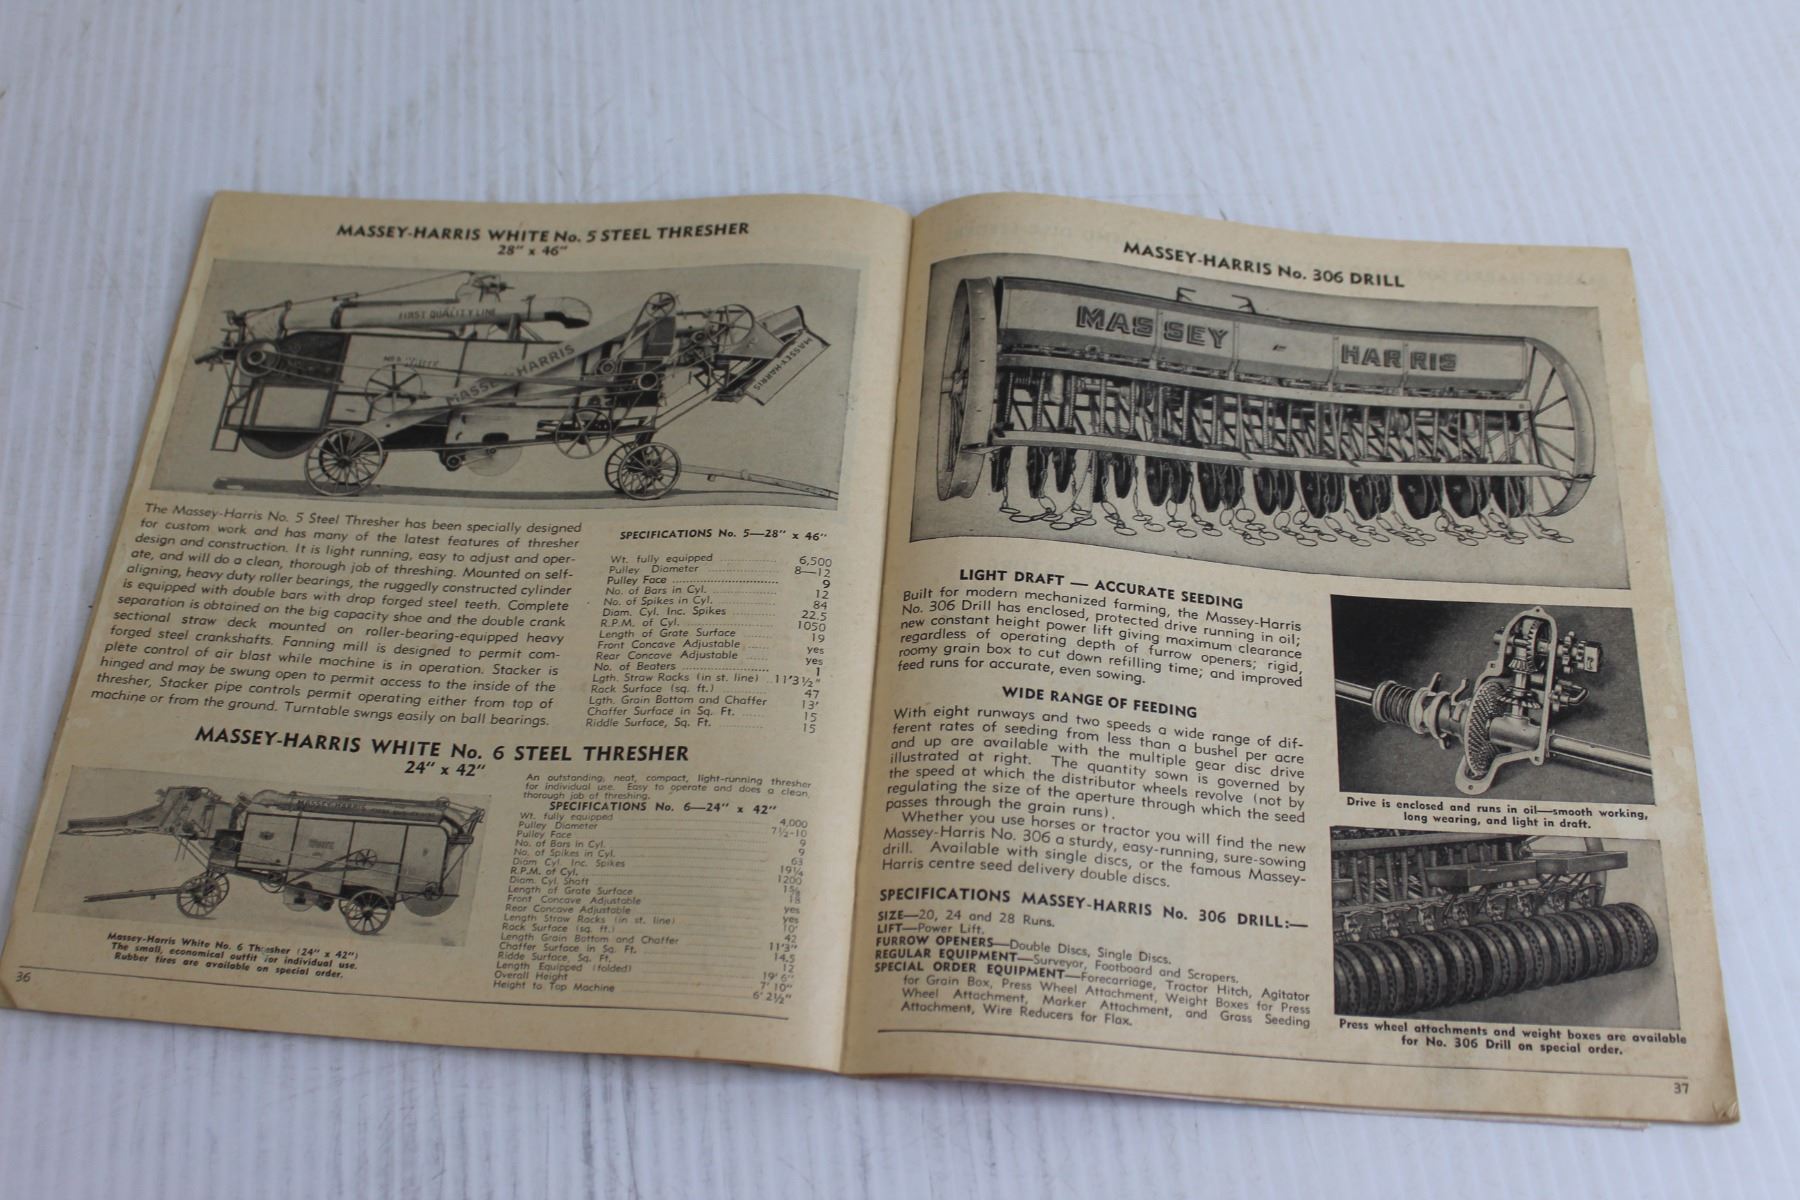 MASSEY-HARRIS WHITE No. 5 STEEL THRESHER
28" x 46"
FIRST QUALITY LINE
No 5 White
MASSEY-HARRIS
MASSEY-HARRIS
The Massey-Harris No. 5 Steel Thresher has been specially designed
for custom work and has many of the latest features of thresher
design and construction. It is light running, easy to adjust and oper-
ate, and will do a clean, thorough job of threshing. Mounted on self-
aligning, heavy duty roller bearings, the ruggedly constructed cylinder
is equipped with double bars with drop forged steel teeth. Complete
separation is obtained on the big capacity shoe and the double crank
sectional straw deck mounted on roller-bearing-equipped heavy
forged steel crankshafts. Fanning mill is designed to permit com-
plete control of air blast while machine is in operation. Stacker is
hinged and may be swung open to permit access to the inside of the
thresher, Stacker pipe controls permit operating either from top of
machine or from the ground. Turntable swngs easily on ball bearings.
SPECIFICATIONS No. 5—28" x 46"
Wt. fully equipped 6,500
Pulley Diameter 8—12
Pulley Face 9
No. of Bars in Cyl. 12
No. of Spikes in Cyl. 84
Diam. Cyl. Inc. Spikes 22.5
R.P.M. of Cyl. 1050
Length of Grate Surface 19
Front Concave Adjustable yes
Rear Concave Adjustable yes
No. of Beaters 1
Lgth. Straw Racks (in st. line) 11'3½"
Rack Surface (sq. ft.) 47
Lgth. Grain Bottom and Chaffer 13'
Chaffer Surface in Sq. Ft. 15
Riddle Surface, Sq. Ft. 15
MASSEY-HARRIS WHITE No. 6 STEEL THRESHER
24" x 42"
MASSEY-HARRIS
WHITE
Massey-Harris White No. 6 Thresher (24" x 42")
The small, economical outfit for individual use.
Rubber tires are available on special order.
An outstanding, neat, compact, light-running thresher
for individual use. Easy to operate and does a clean,
thorough job of threshing.
SPECIFICATIONS No. 6—24" x 42"
Wt. fully equipped 4,000
Pulley Diameter 7½-10
Pulley Face 9
No. of Bars in Cyl. 9
No. of Spikes in Cyl. 63
Diam Cyl. Inc. Spikes 19¼
R.P.M. of Cyl. 1200
Diam. Cyl. Shaft
Length of Grate Surface 18
Front Concave Adjustable yes
Rear Concave Adjustable yes
Length Straw Racks (in st. line) 10'
Rack Surface (sq. ft.) 42
Length Grain Bottom and Chaffer 11'3"
Chaffer Surface in Sq. Ft. 14.5
Ridde Surface, Sq. Ft. 12
Length Equipped (folded) 19' 6"
Overall Height 7' 10"
Height to Top Machine 6' 2½"
36
MASSEY-HARRIS No. 306 DRILL
MASSEY - HARRIS
LIGHT DRAFT — ACCURATE SEEDING
Built for modern mechanized farming, the Massey-Harris
No. 306 Drill has enclosed, protected drive running in oil;
new constant height power lift giving maximum clearance
regardless of operating depth of furrow openers; rigid,
roomy grain box to cut down refilling time; and improved
feed runs for accurate, even sowing.
WIDE RANGE OF FEEDING
With eight runways and two speeds a wide range of dif-
ferent rates of seeding from less than a bushel per acre
and up are available with the multiple gear disc drive
illustrated at right. The quantity sown is governed by
the speed at which the distributor wheels revolve (not by
regulating the size of the aperture through which the seed
passes through the grain runs).
Whether you use horses or tractor you will find the new
Massey-Harris No. 306 a sturdy, easy-running, sure-sowing
drill. Available with single discs, or the famous Massey-
Harris centre seed delivery double discs.
SPECIFICATIONS MASSEY-HARRIS No. 306 DRILL:—
SIZE—20, 24 and 28 Runs.
LIFT—Power Lift.
FURROW OPENERS—Double Discs, Single Discs.
REGULAR EQUIPMENT—Surveyor, Footboard and Scrapers.
SPECIAL ORDER EQUIPMENT—Forecarriage, Tractor Hitch, Agitator
for Grain Box, Press Wheel Attachment, Weight Boxes for Press
Wheel Attachment, Marker Attachment, and Grass Seeding
Attachment, Wire Reducers for Flax.
Drive is enclosed and runs in oil—smooth working,
long wearing, and light in draft.
Press wheel attachments and weight boxes are available
for No. 306 Drill on special order.
37